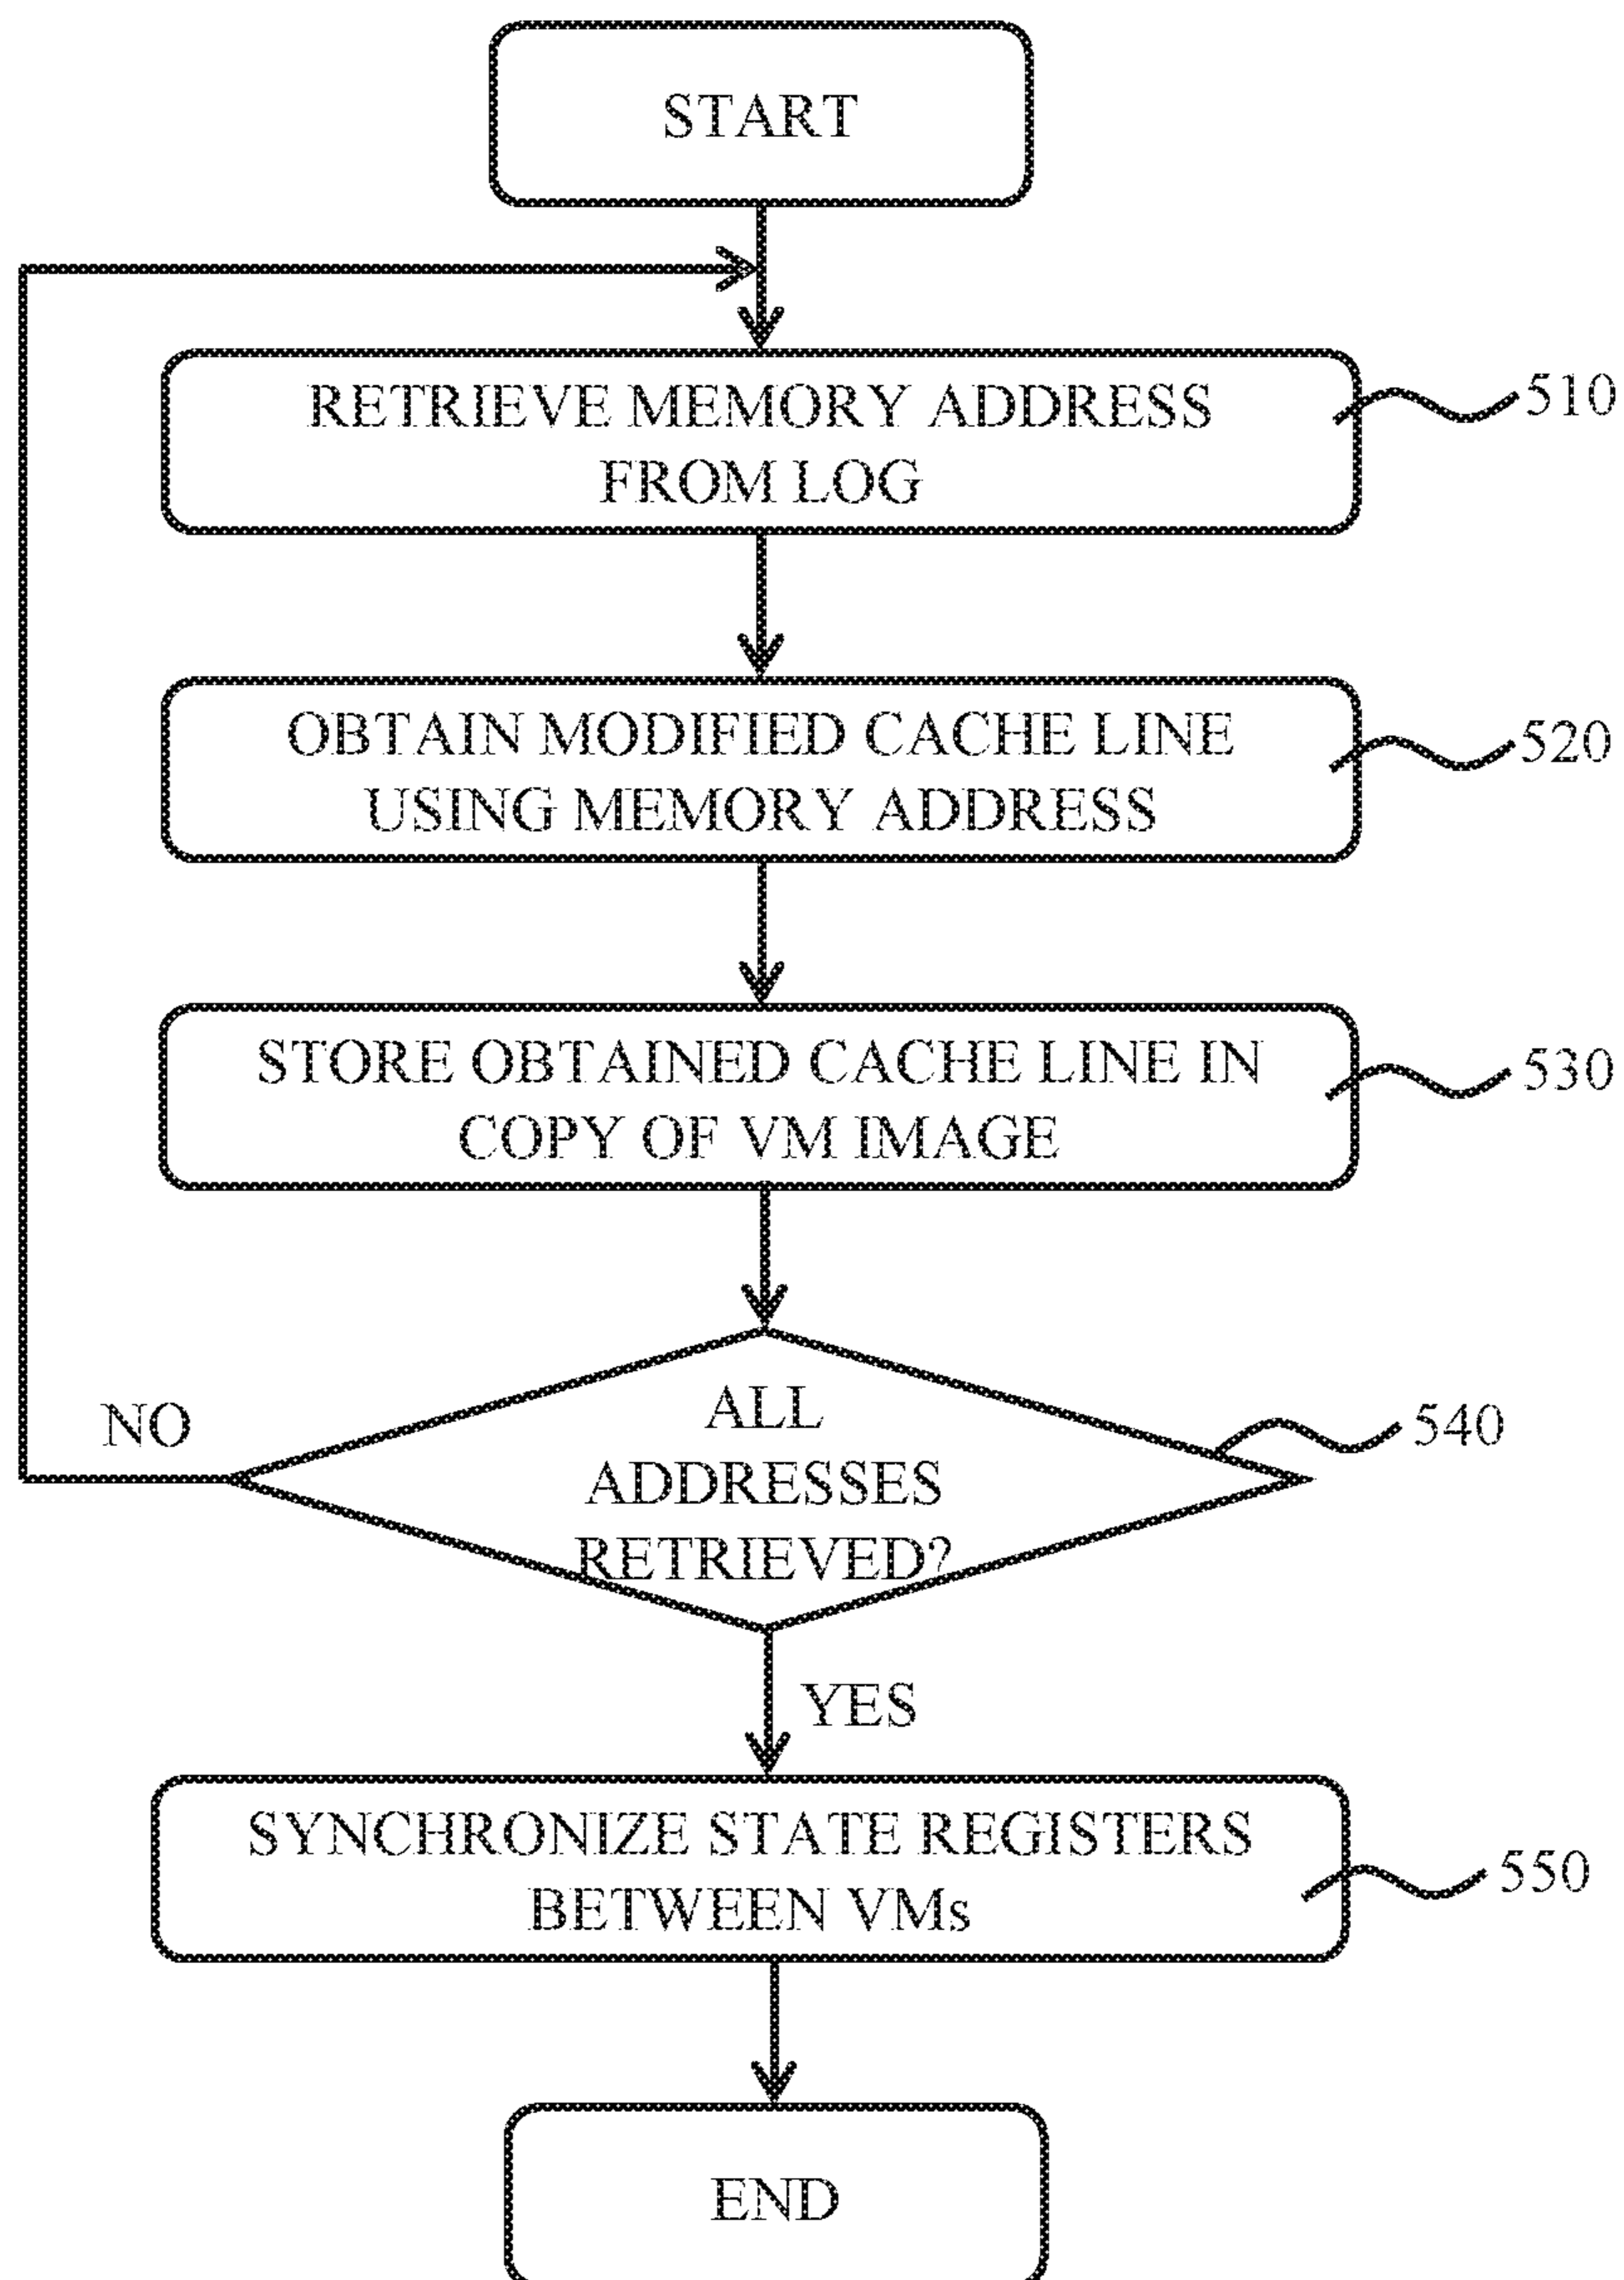 START
RETRIEVE MEMORY ADDRESS
FROM LOG
510
OBTAIN MODIFIED CACHE LINE
USING MEMORY ADDRESS
520
STORE OBTAINED CACHE LINE IN
COPY OF VM IMAGE
530
NO
ALL
ADDRESSES
RETRIEVED?
540
YES
SYNCHRONIZE STATE REGISTERS
BETWEEN VMs
550
END